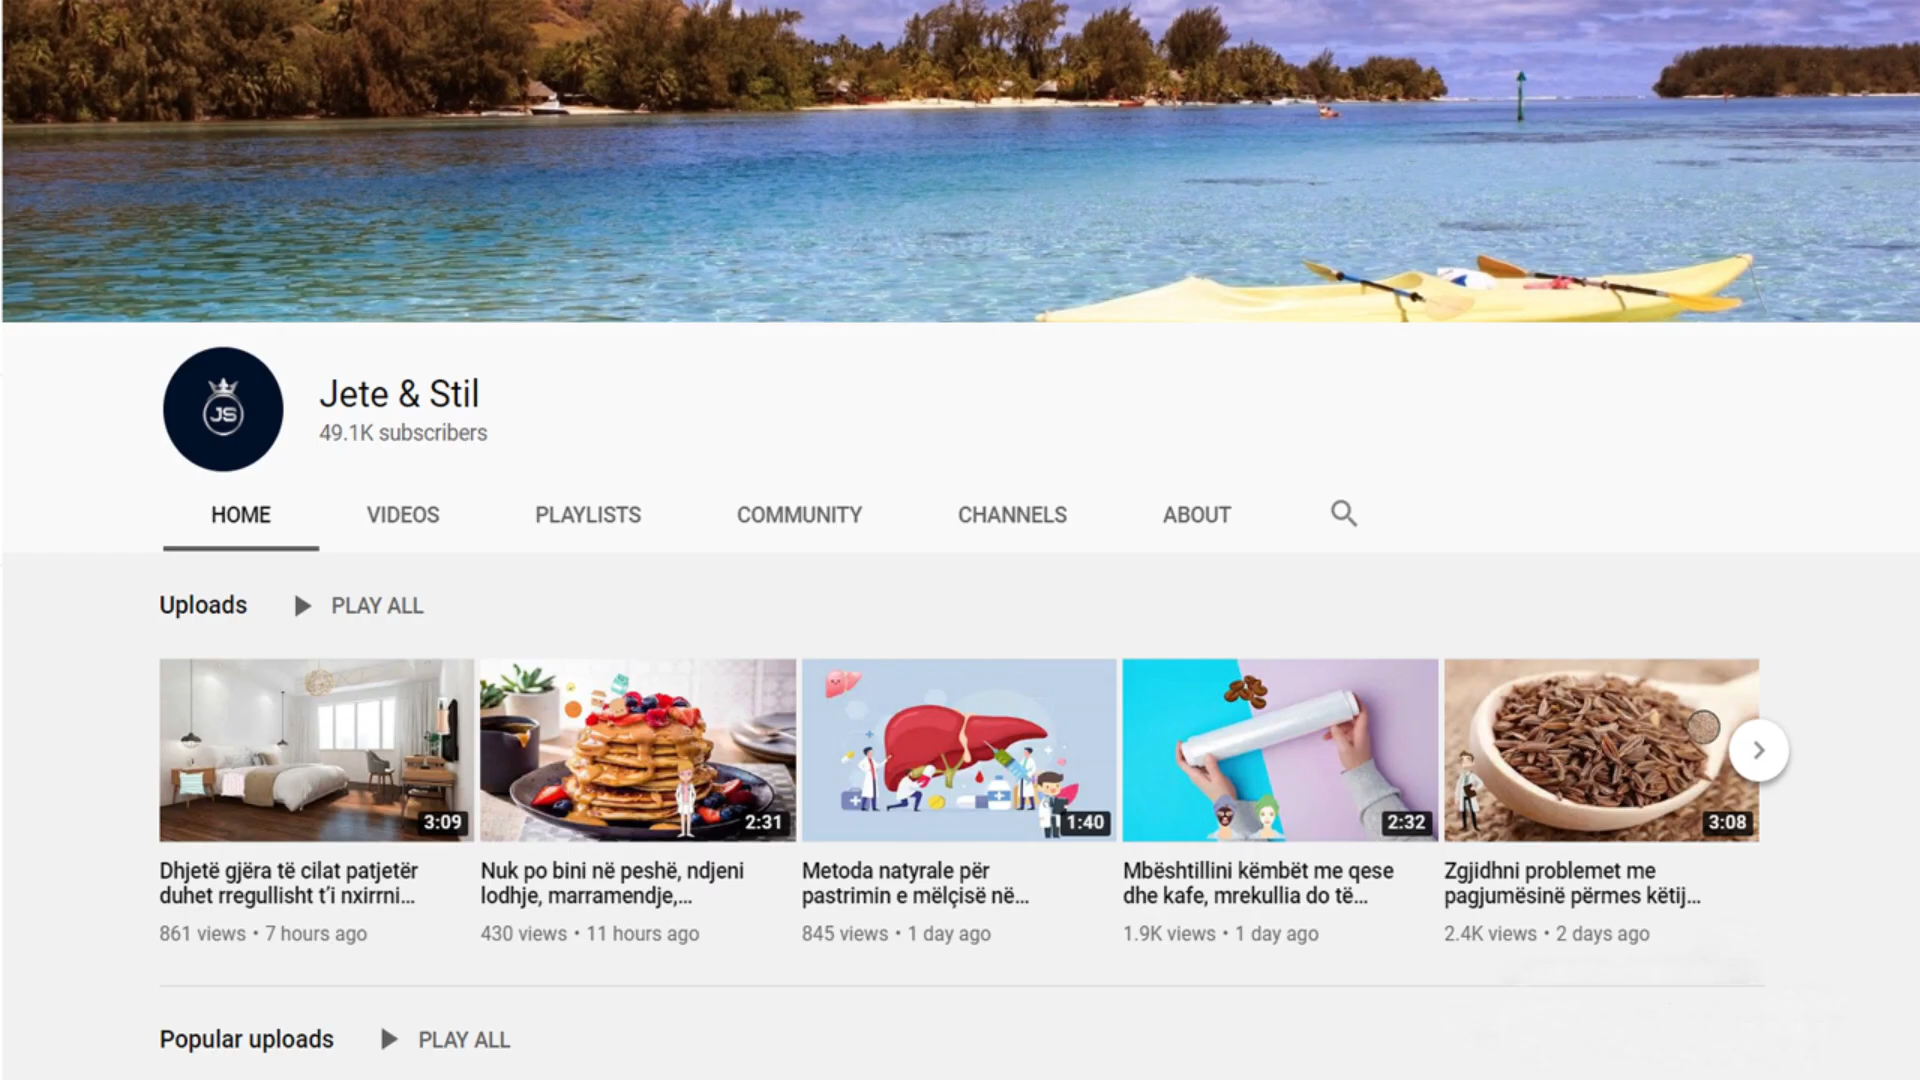 JS
Jete & Stil
49.1K subscribers
HOME VIDEOS PLAYLISTS COMMUNITY CHANNELS ABOUT
Uploads PLAY ALL
3:09 2:31 1:40 2:32 3:08
Dhjetë gjëra të cilat patjetër
duhet rregullisht t’i nxirrni...
861 views • 7 hours ago
Nuk po bini në peshë, ndjeni
lodhje, marramendje,...
430 views • 11 hours ago
Metoda natyrale për
pastrimin e mëlçisë në...
845 views • 1 day ago
Mbështillini këmbët me qese
dhe kafe, mrekullia do të...
1.9K views • 1 day ago
Zgjidhni problemet me
pagjumësinë përmes këtij...
2.4K views • 2 days ago
Popular uploads PLAY ALL